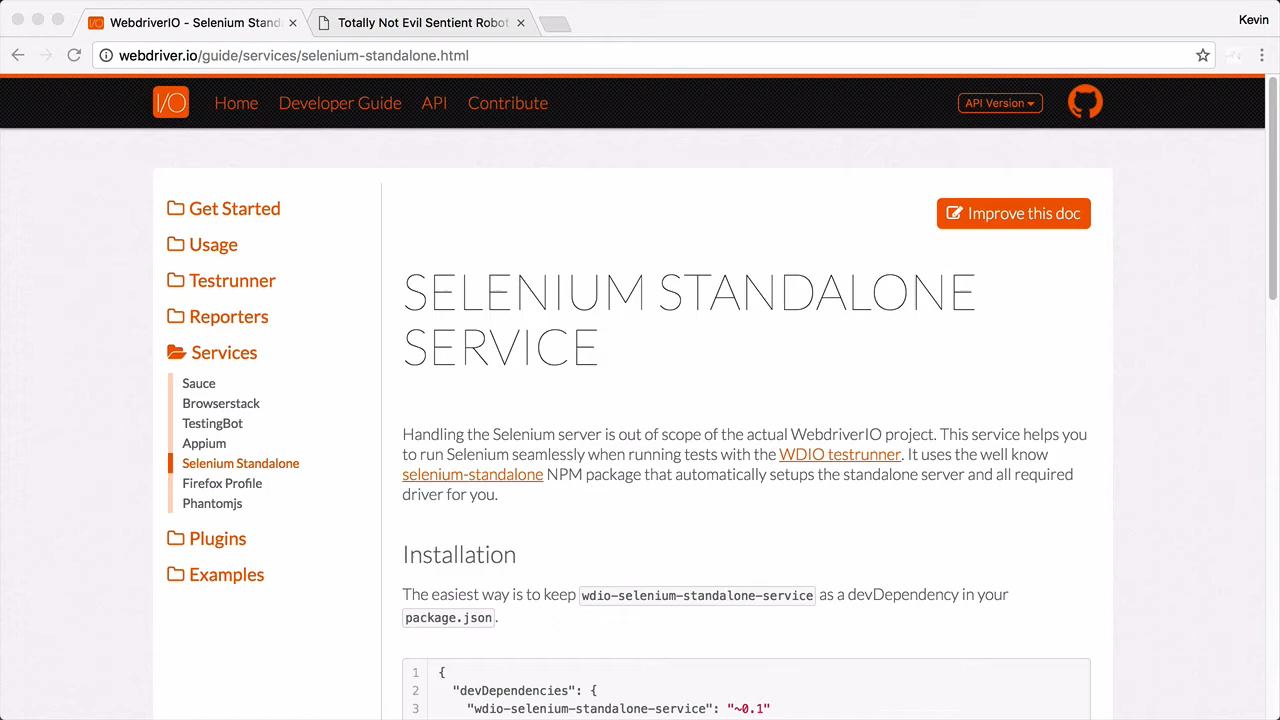 WebdriverIO - Selenium Stand
Totally Not Evil Sentient Robot
Kevin
webdriver.io/guide/services/selenium-standalone.html
I/O
Home
Developer Guide
API
Contribute
API Version
Get Started
Usage
Testrunner
Reporters
Services
Sauce
Browserstack
TestingBot
Appium
Selenium Standalone
Firefox Profile
Phantomjs
Plugins
Examples
Improve this doc
SELENIUM STANDALONE
SERVICE
Handling the Selenium server is out of scope of the actual WebdriverIO project. This service helps you
to run Selenium seamlessly when running tests with the WDIO testrunner. It uses the well know
selenium-standalone NPM package that automatically setups the standalone server and all required
driver for you.
Installation
The easiest way is to keep wdio-selenium-standalone-service as a devDependency in your
package.json.
1 {
2 "devDependencies": {
3 "wdio-selenium-standalone-service": "~0.1"